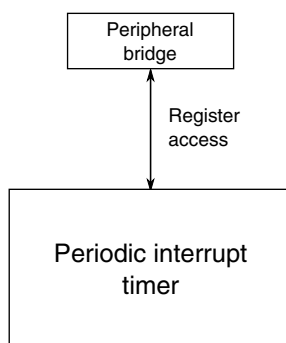 Peripheral
bridge
Register
access
Periodic interrupt
timer